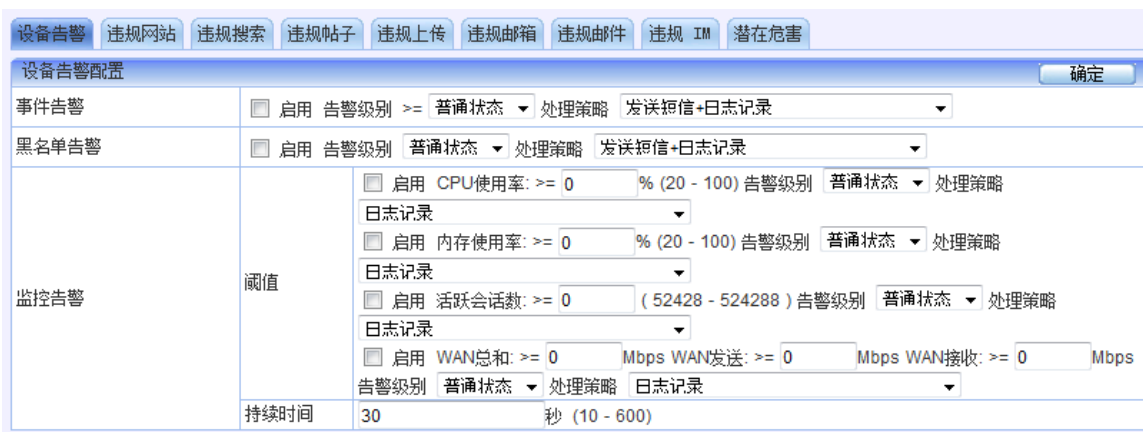 设备告警 违规网站 违规搜索 违规帖子 违规上传 违规邮箱 违规邮件 违规 IM 潜在危害
设备告警配置 确定
事件告警 启用 告警级别 >= 普通状态 处理策略 发送短信+日志记录
黑名单告警 启用 告警级别 普通状态 处理策略 发送短信+日志记录
启用 CPU使用率: >= 0 % (20 - 100) 告警级别 普通状态 处理策略
日志记录
启用 内存使用率: >= 0 % (20 - 100) 告警级别 普通状态 处理策略
日志记录
监控告警 阈值
启用 活跃会话数: >= 0 ( 52428 - 524288 ) 告警级别 普通状态 处理策略
日志记录
启用 WAN总和: >= 0 Mbps WAN发送: >= 0 Mbps WAN接收: >= 0 Mbps
告警级别 普通状态 处理策略 日志记录
持续时间 30 秒 (10 - 600)